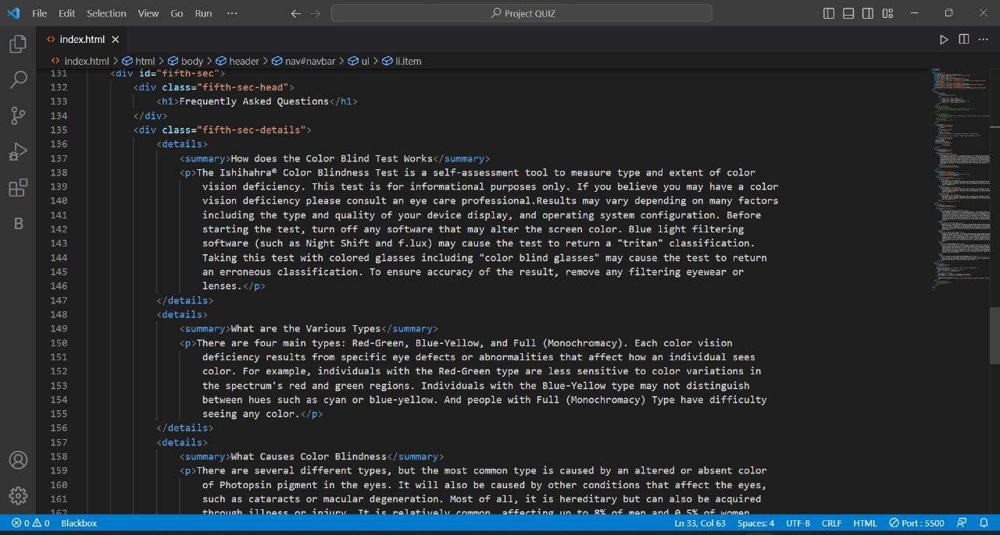 File Edit Selection View Go Run ··· Project QUIZ
index.html
index.html > html > body > header > nav#navbar > ul > li.item
131 <div id="fifth-sec">
132 <div class="fifth-sec-head">
133 <h1>Frequently Asked Questions</h1>
134 </div>
135 <div class="fifth-sec-details">
136 <details>
137 <summary>How does the Color Blind Test Works</summary>
138 <p>The Ishihahra® Color Blindness Test is a self-assessment tool to measure type and extent of color
139 vision deficiency. This test is for informational purposes only. If you believe you may have a color
140 vision deficiency please consult an eye care professional.Results may vary depending on many factors
141 including the type and quality of your device display, and operating system configuration. Before
142 starting the test, turn off any software that may alter the screen color. Blue light filtering
143 software (such as Night Shift and f.lux) may cause the test to return a "tritan" classification.
144 Taking this test with colored glasses including "color blind glasses" may cause the test to return
145 an erroneous classification. To ensure accuracy of the result, remove any filtering eyewear or
146 lenses.</p>
147 </details>
148 <details>
149 <summary>What are the Various Types</summary>
150 <p>There are four main types: Red-Green, Blue-Yellow, and Full (Monochromacy). Each color vision
151 deficiency results from specific eye defects or abnormalities that affect how an individual sees
152 color. For example, individuals with the Red-Green type are less sensitive to color variations in
153 the spectrum's red and green regions. Individuals with the Blue-Yellow type may not distinguish
154 between hues such as cyan or blue-yellow. And people with Full (Monochromacy) Type have difficulty
155 seeing any color.</p>
156 </details>
157 <details>
158 <summary>What Causes Color Blindness</summary>
159 <p>There are several different types, but the most common type is caused by an altered or absent color
160 of Photopsin pigment in the eyes. It will also be caused by other conditions that affect the eyes,
161 such as cataracts or macular degeneration. Most of all, it is hereditary but can also be acquired
162 through illness or injury. It is relatively common, affecting up to 8% of men and 0.5% of women
B
0 0 Blackbox Ln 33, Col 63 Spaces: 4 UTF-8 CRLF HTML Port : 5500